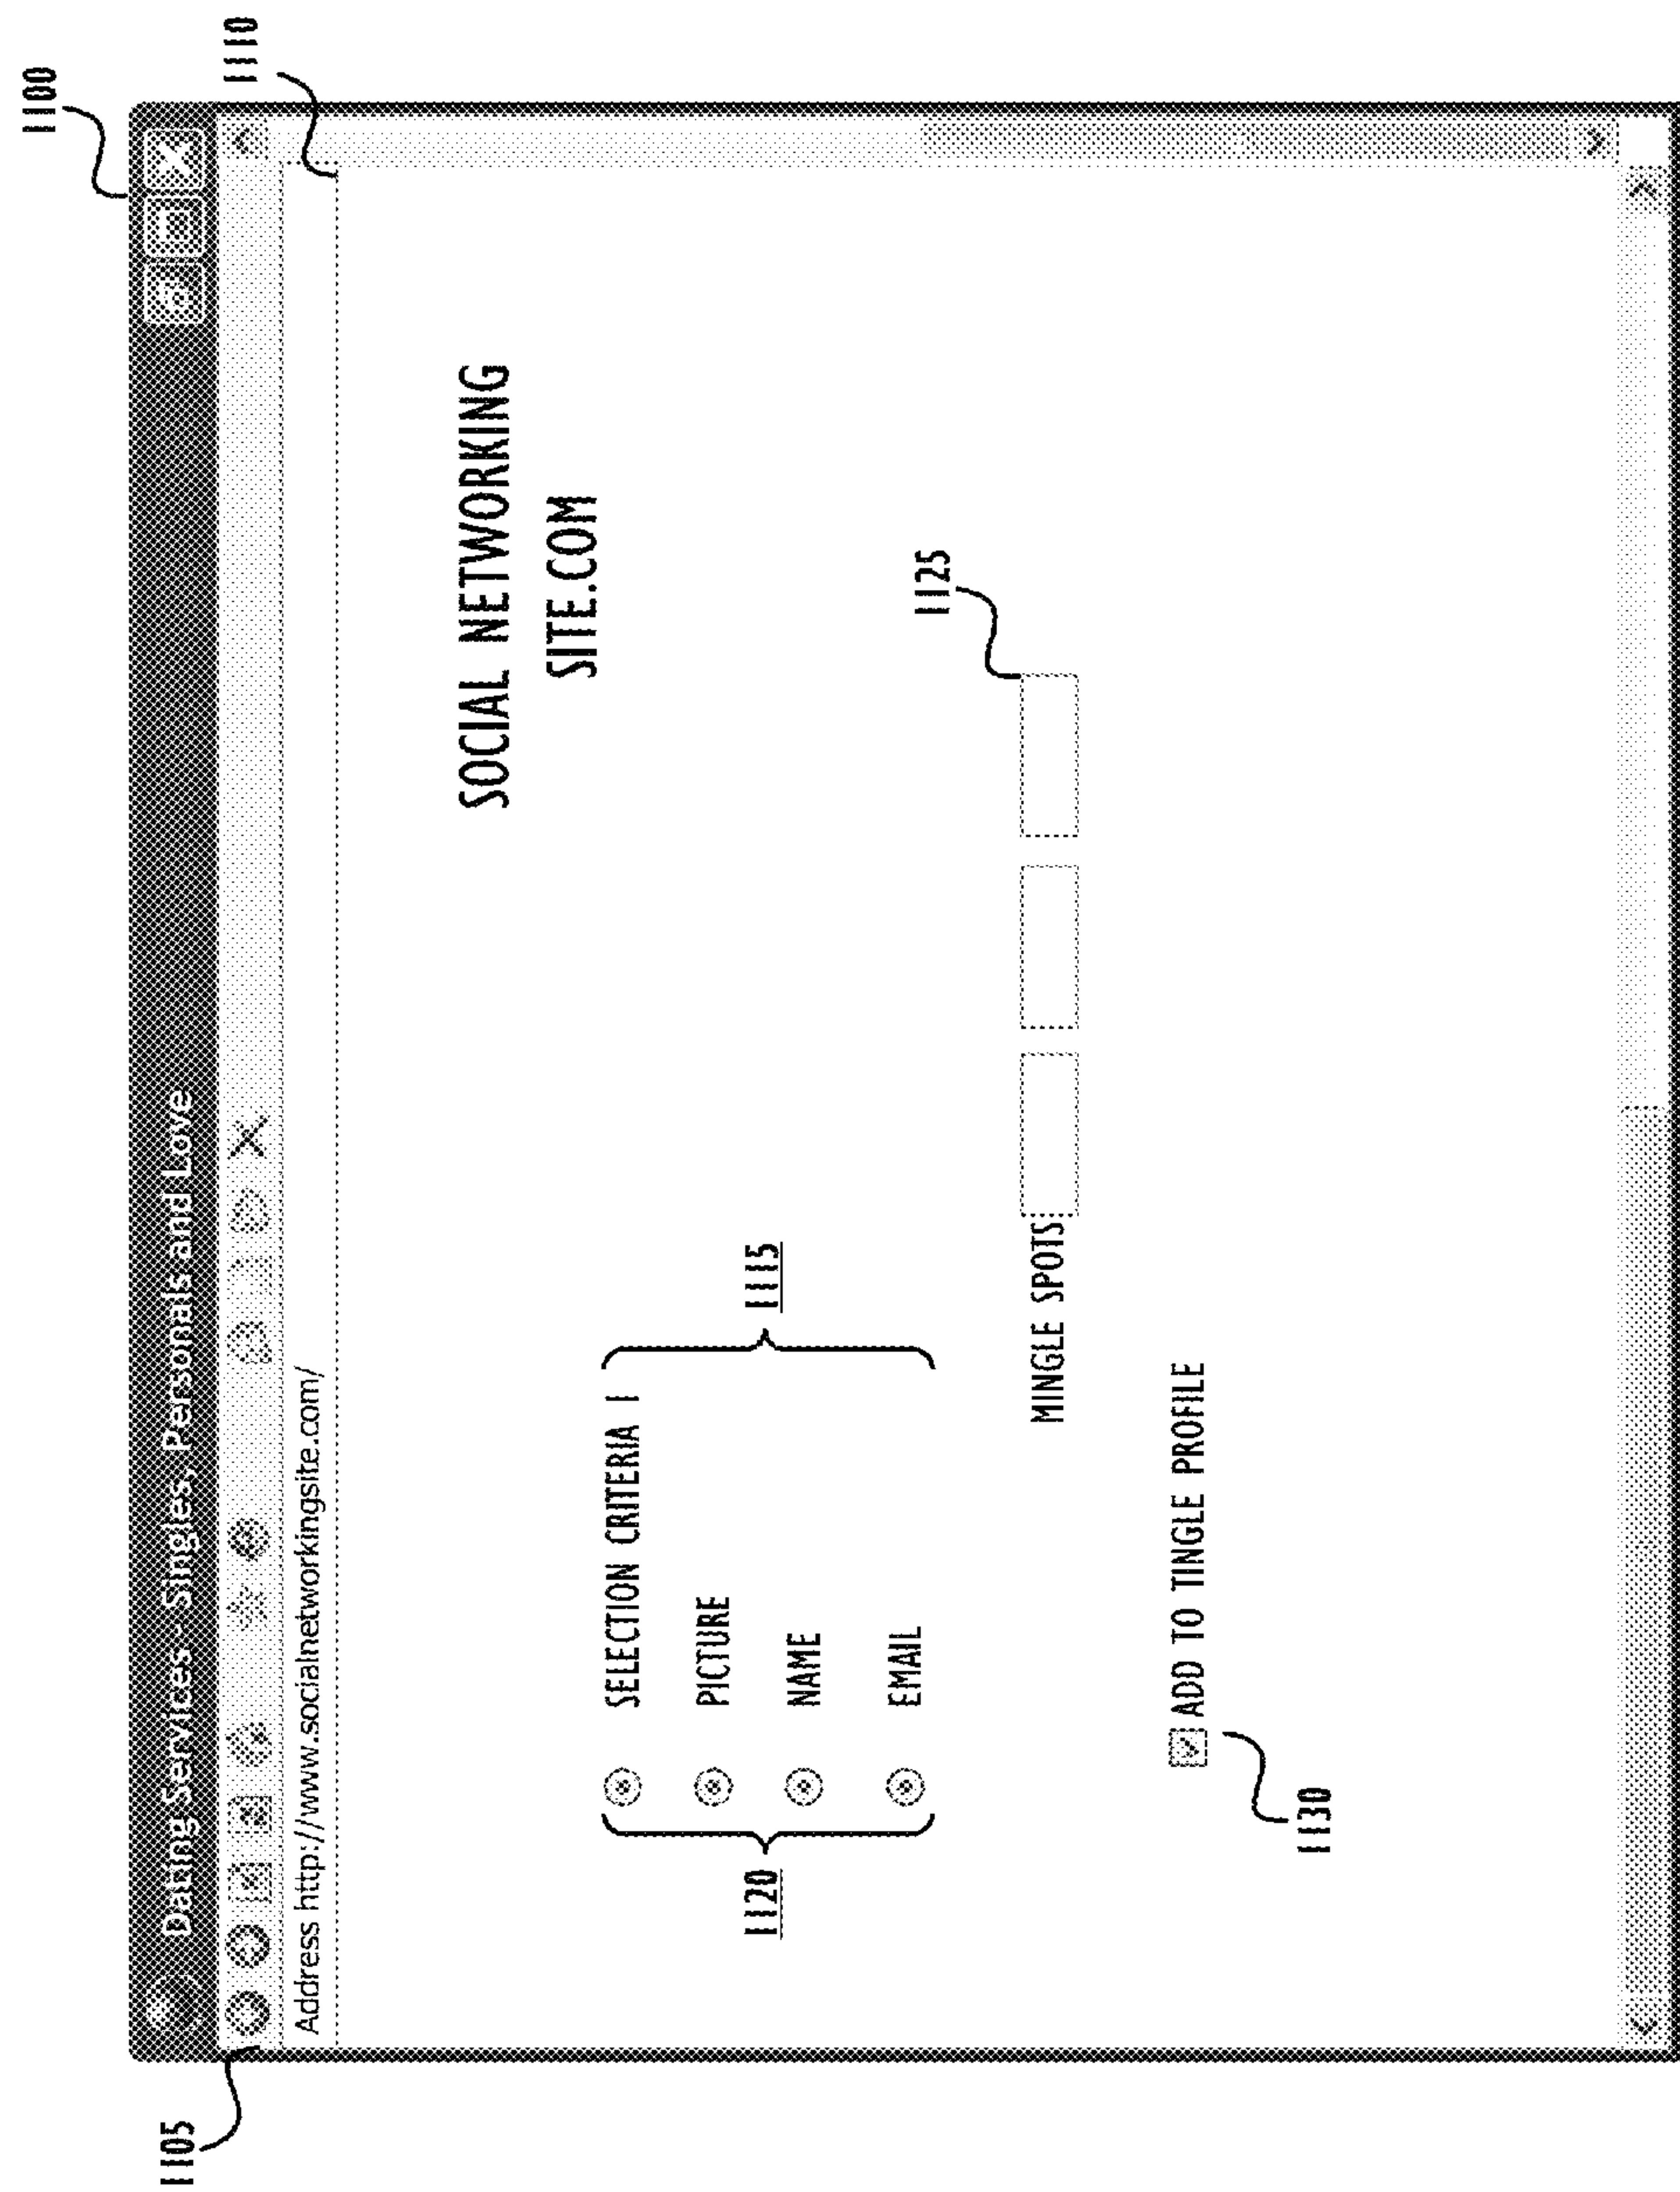 1100
1110
1105
Dating Services - Singles, Personals and Love
Address http://www.socialnetworkingsite.com/
SOCIAL NETWORKING
SITE.COM
SELECTION CRITERIA 1
PICTURE
NAME
EMAIL
1120
1115
MINGLE SPOTS
1125
ADD TO TINGLE PROFILE
1130